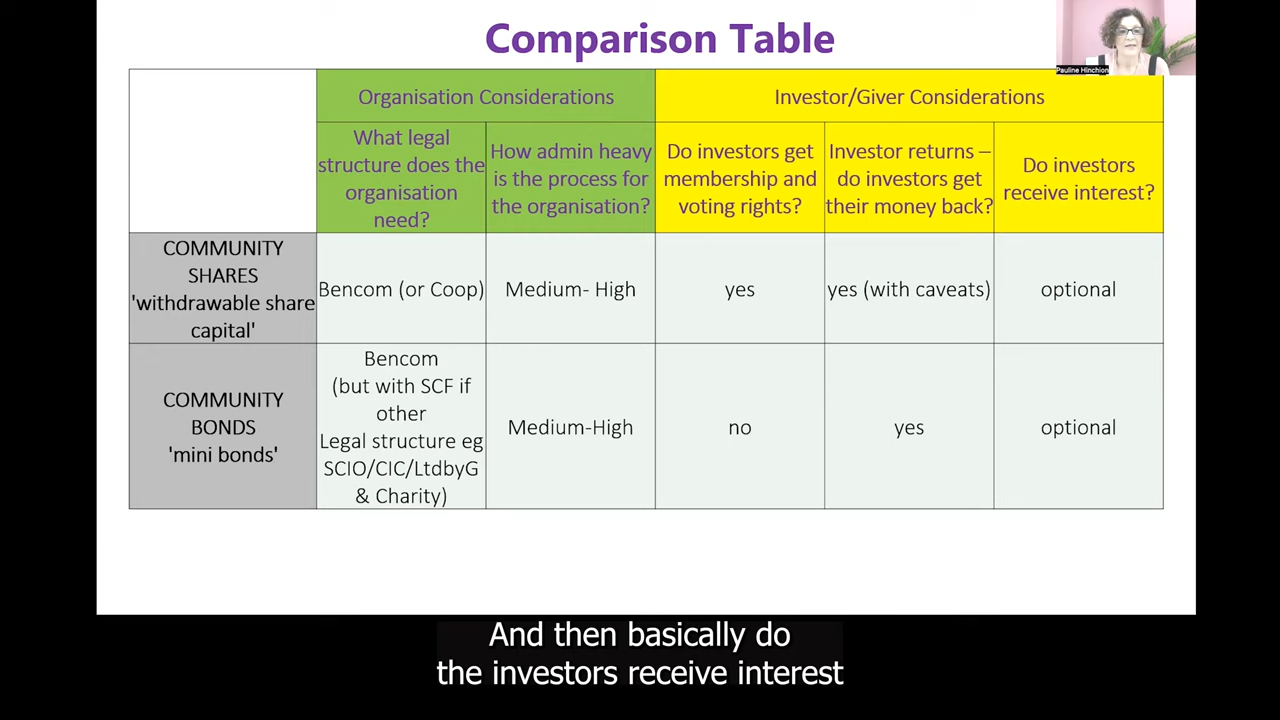 Comparison Table
Pauline Hinchion
Organisation Considerations
Investor/Giver Considerations
What legal
structure does the
organisation
need?
How admin heavy
is the process for
the organisation?
Do investors get
membership and
voting rights?
Investor returns –
do investors get
their money back?
Do investors
receive interest?
COMMUNITY
SHARES
'withdrawable share
capital'
Bencom (or Coop)
Medium- High
yes
yes (with caveats)
optional
COMMUNITY
BONDS
'mini bonds'
Bencom
(but with SCF if
other
Legal structure eg
SCIO/CIC/LtdbyG
& Charity)
Medium-High
no
yes
optional
And then basically do
the investors receive interest